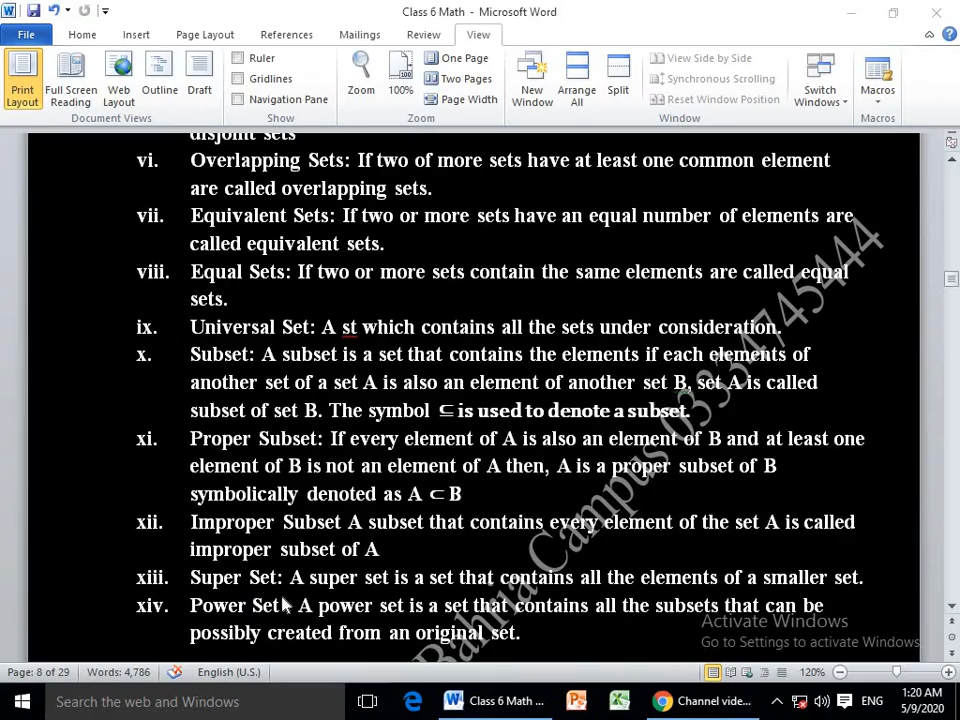 Class 6 Math - Microsoft Word
File Home Insert Page Layout References Mailings Review View
Print Layout
Full Screen Reading
Web Layout
Outline
Draft
Ruler
Gridlines
Navigation Pane
Zoom
100%
One Page
Two Pages
Page Width
New Window
Arrange All
Split
View Side by Side
Synchronous Scrolling
Reset Window Position
Switch Windows
Macros
Document Views Show Zoom Window Macros
disjoint sets
vi. Overlapping Sets: If two of more sets have at least one common element
are called overlapping sets.
vii. Equivalent Sets: If two or more sets have an equal number of elements are
called equivalent sets.
viii. Equal Sets: If two or more sets contain the same elements are called equal
sets.
ix. Universal Set: A st which contains all the sets under consideration.
x. Subset: A subset is a set that contains the elements if each elements of
another set of a set A is also an element of another set B, set A is called
subset of set B. The symbol ⊆ is used to denote a subset.
xi. Proper Subset: If every element of A is also an element of B and at least one
element of B is not an element of A then, A is a proper subset of B
symbolically denoted as A ⊂ B
xii. Improper Subset A subset that contains every element of the set A is called
improper subset of A
xiii. Super Set: A super set is a set that contains all the elements of a smaller set.
xiv. Power Set: A power set is a set that contains all the subsets that can be
possibly created from an original set.
Bahria Campus 03334745444
Activate Windows
Go to Settings to activate Windows.
Page: 8 of 29 Words: 4,786 English (U.S.) 120%
Search the web and Windows
Class 6 Math ...
Channel vide...
ENG
1:20 AM
5/9/2020